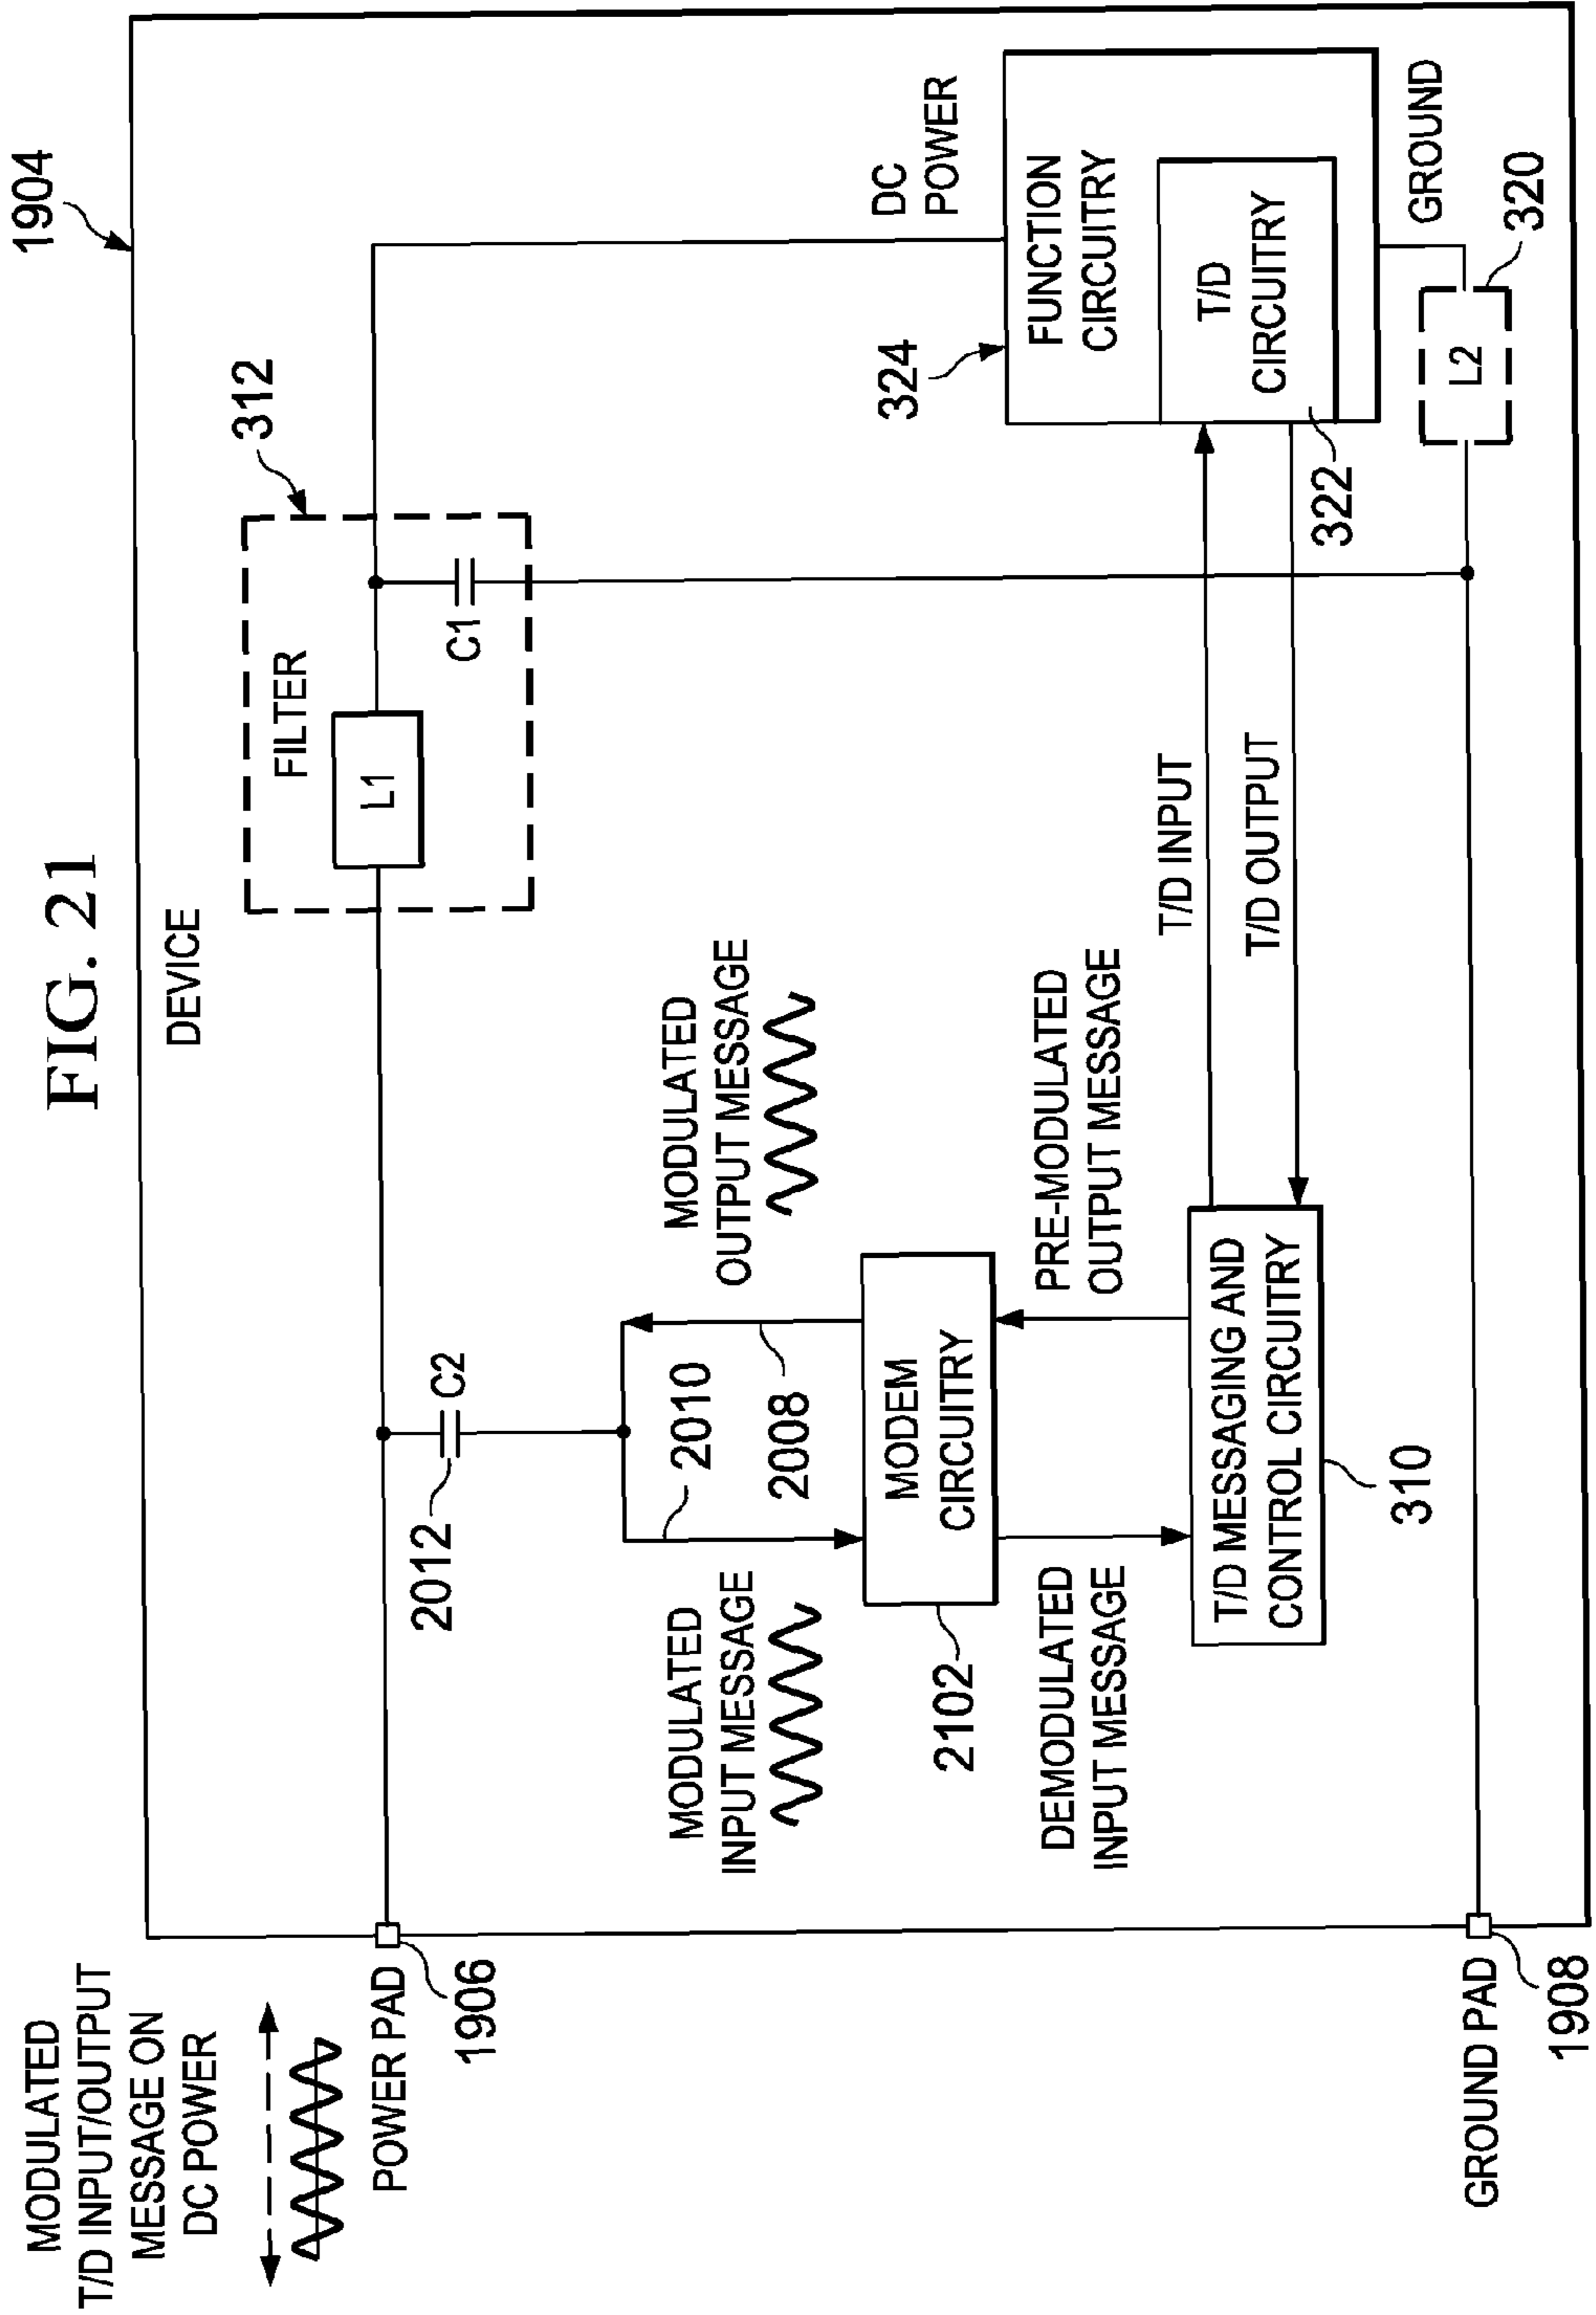 FIG. 21
MODULATED
T/D INPUT/OUTPUT
MESSAGE ON
DC POWER
POWER PAD
1906
GROUND PAD
1908
DEVICE
1904
2012
C2
MODULATED
INPUT MESSAGE
2010
2008
MODULATED
OUTPUT MESSAGE
MODEM
CIRCUITRY
2102
DEMODULATED
INPUT MESSAGE
PRE-MODULATED
OUTPUT MESSAGE
T/D MESSAGING AND
CONTROL CIRCUITRY
310
FILTER
312
L1
C1
T/D INPUT
T/D OUTPUT
DC
POWER
324
FUNCTION
CIRCUITRY
T/D
CIRCUITRY
322
GROUND
L2
320